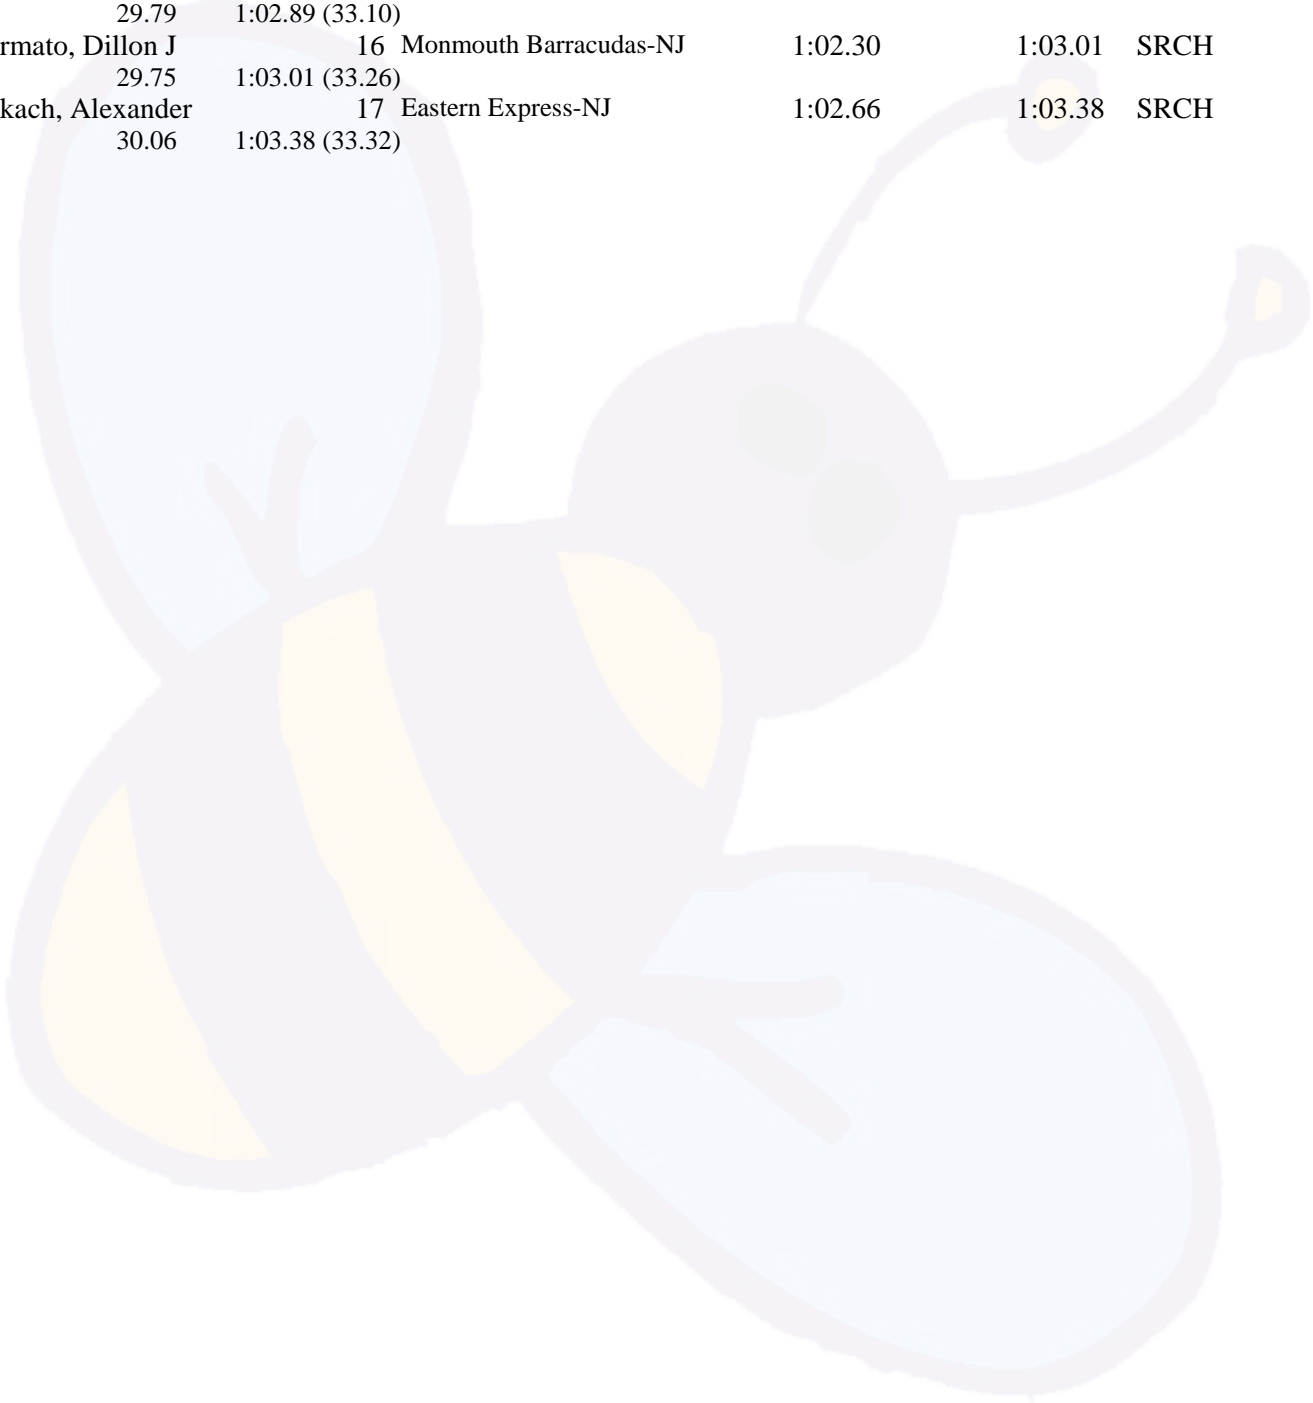 29.79 1:02.89 (33.10)
rmato, Dillon J 16 Monmouth Barracudas-NJ 1:02.30 1:03.01 SRCH
29.75 1:03.01 (33.26)
kach, Alexander 17 Eastern Express-NJ 1:02.66 1:03.38 SRCH
30.06 1:03.38 (33.32)